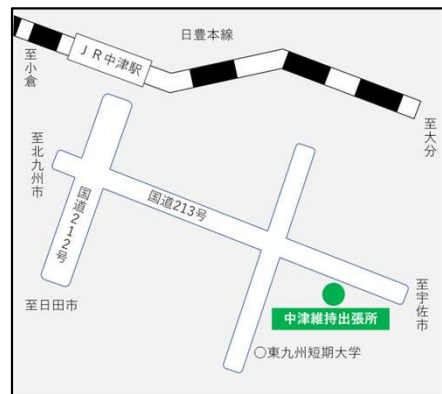 日豊本線
ＪＲ中津駅
至小倉
至大分
至北九州市
国道213号
国道212号
至宇佐市
至日田市
中津維持出張所
○東九州短期大学